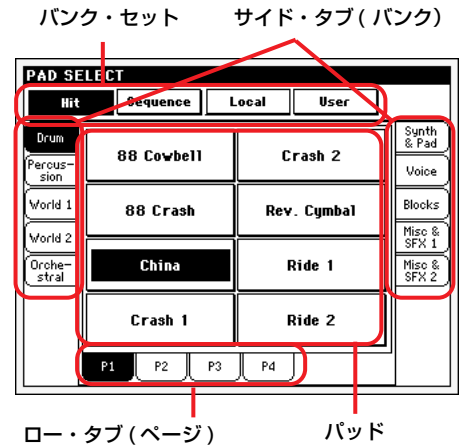 バンク・セット
サイド・タブ ( バンク )
PAD SELECT
Hit
Sequence
Local
User
Drum
Percus-
sion
World 1
World 2
Orche-
stral
88 Cowbell
Crash 2
88 Crash
Rev. Cymbal
China
Ride 1
Crash 1
Ride 2
Synth
& Pad
Voice
Blocks
Misc &
SFX 1
Misc &
SFX 2
P1
P2
P3
P4
ロー・タブ ( ページ )
パッド